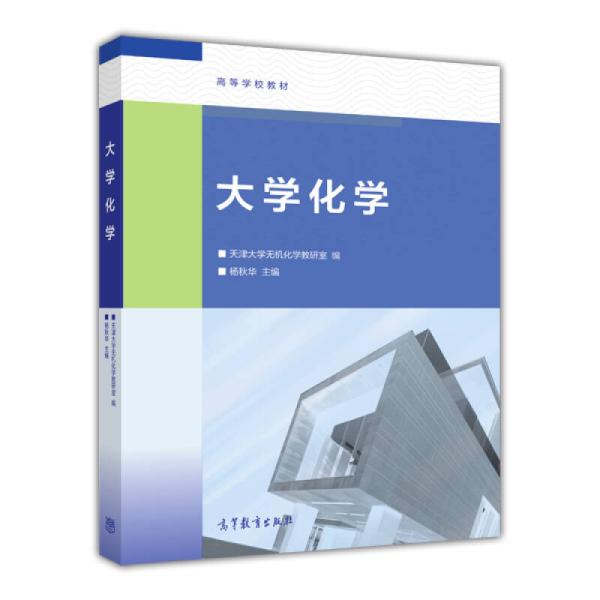 高等学校教材
大学化学
天津大学无机化学教研室 编
杨秋华 主编
高等教育出版社
大学化学
天津大学无机化学教研室 编
杨秋华 主编